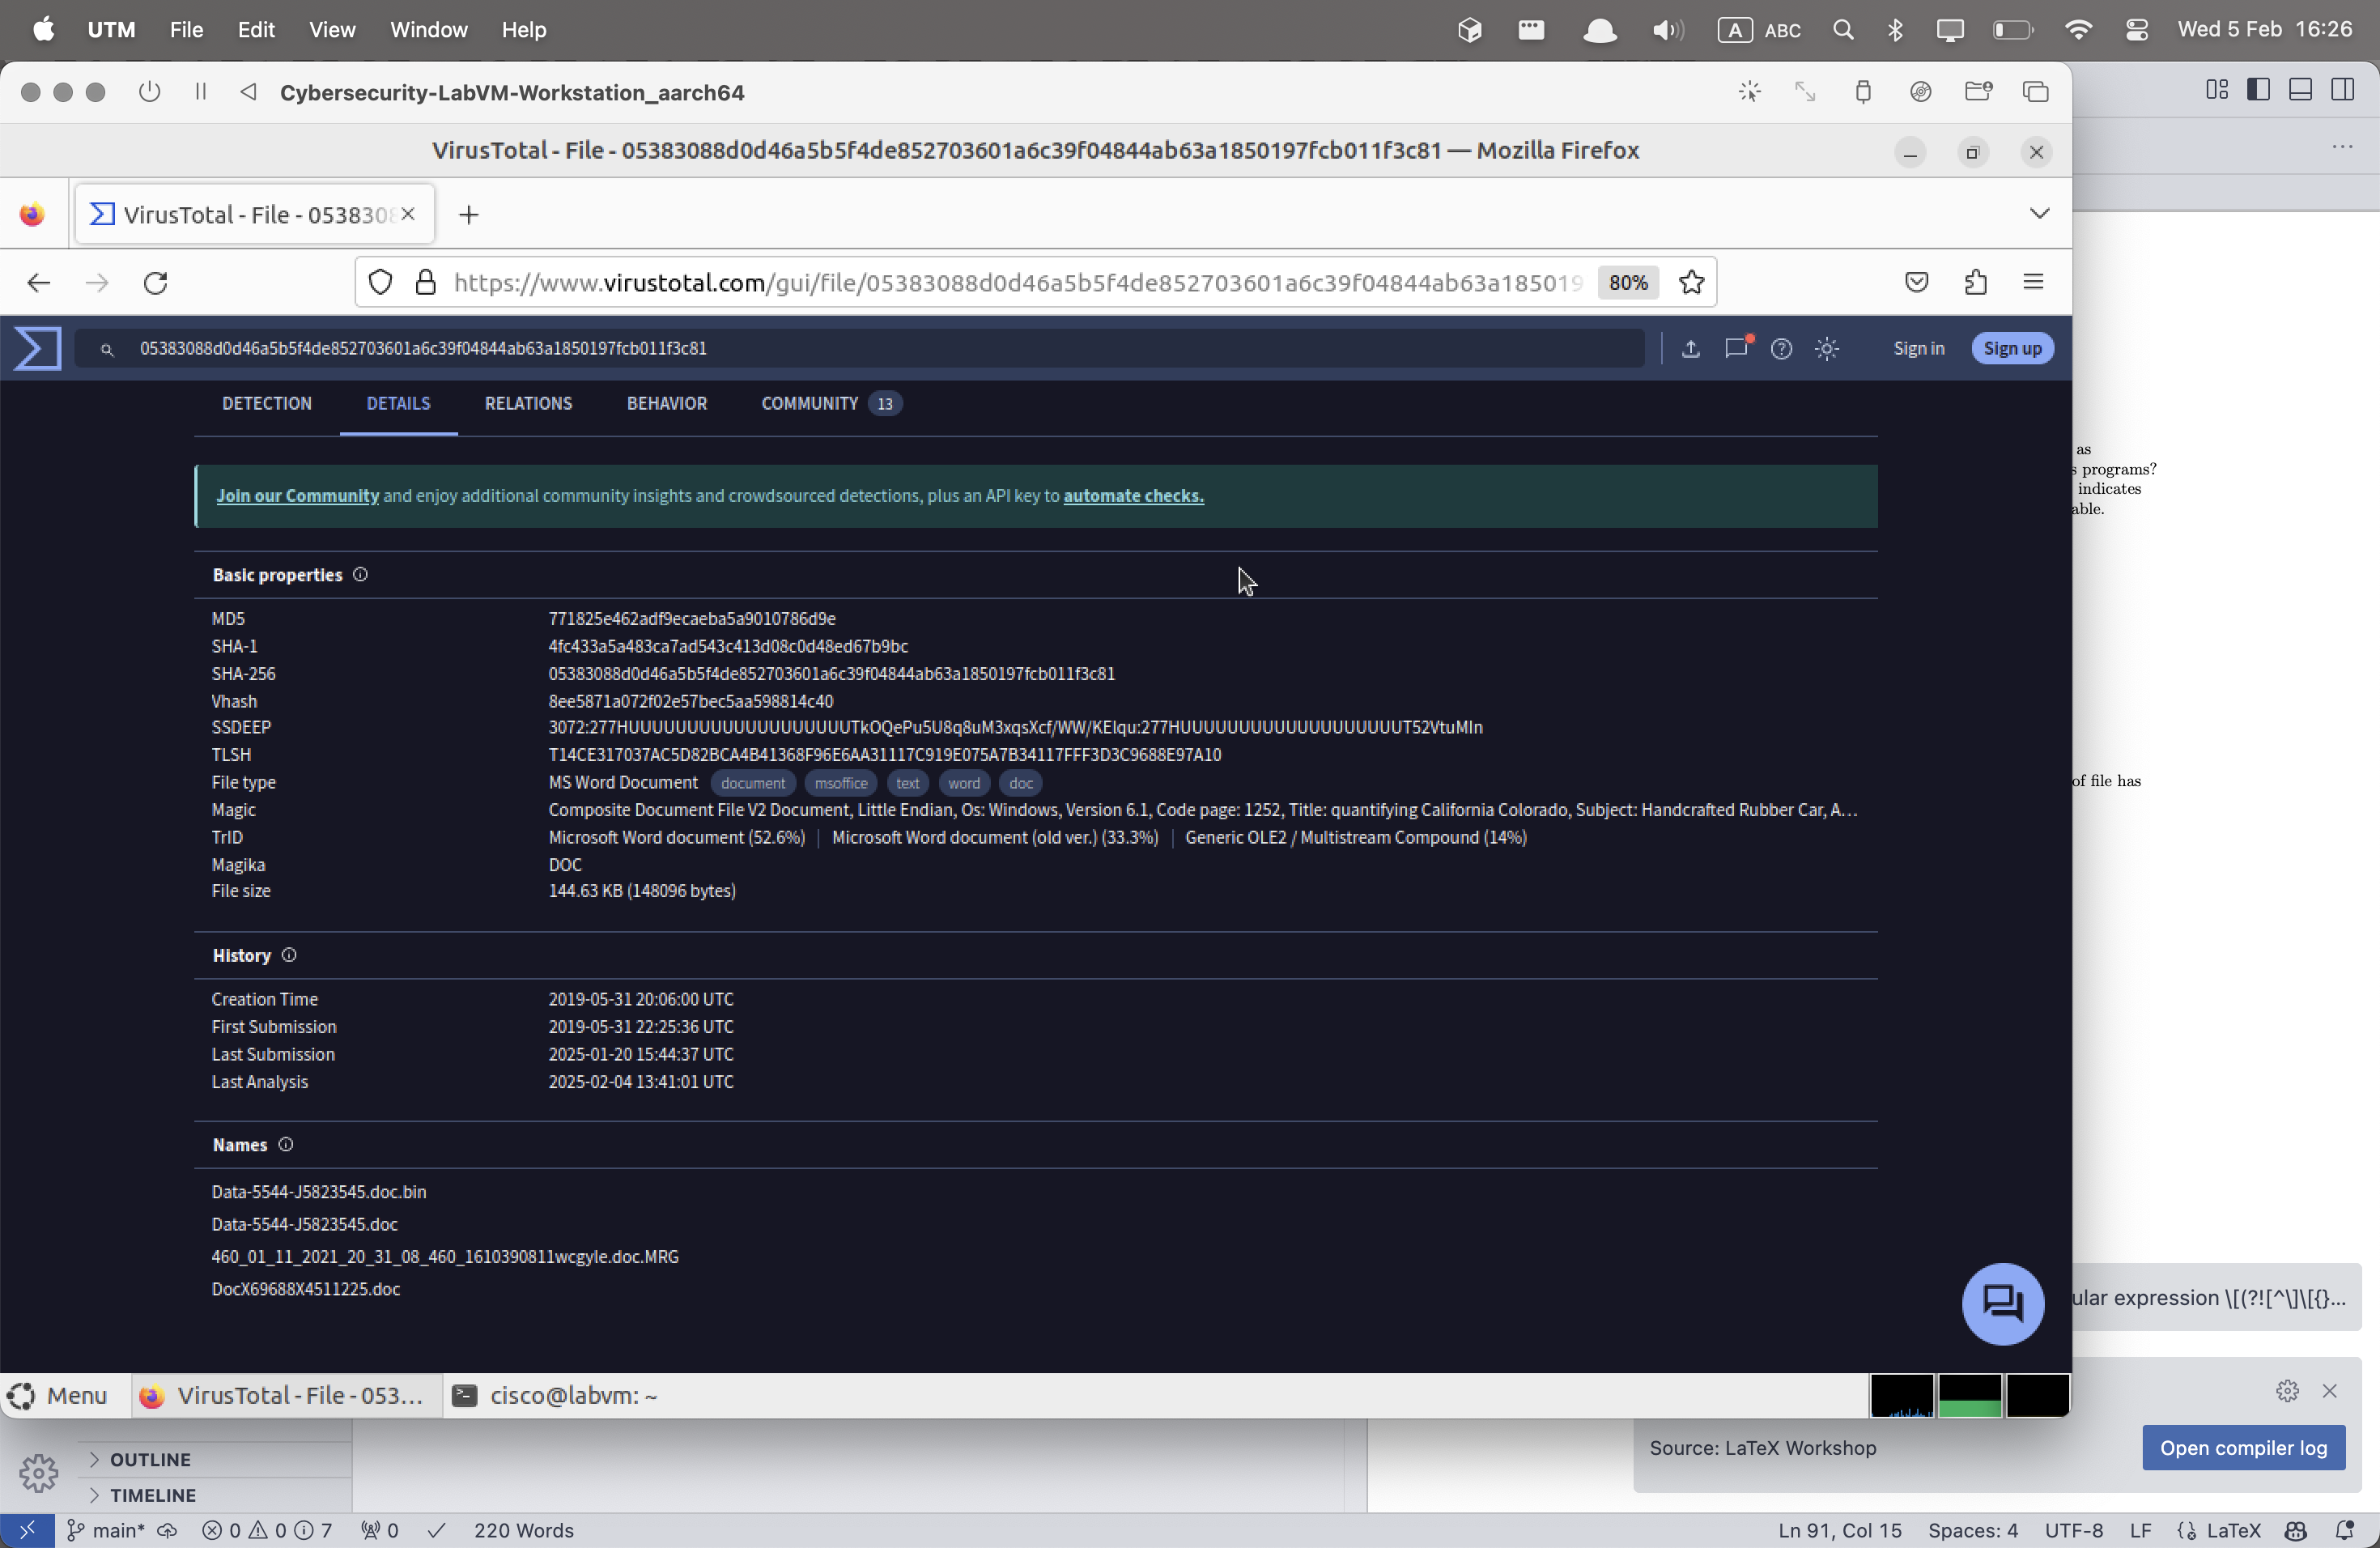 UTM File Edit View Window Help A ABC Wed 5 Feb 16:26
Cybersecurity-LabVM-Workstation_aarch64
VirusTotal - File - 05383088d0d46a5b5f4de852703601a6c39f04844ab63a1850197fcb011f3c81 — Mozilla Firefox
VirusTotal - File - 053830
https://www.virustotal.com/gui/file/05383088d0d46a5b5f4de852703601a6c39f04844ab63a185019 80%
05383088d0d46a5b5f4de852703601a6c39f04844ab63a1850197fcb011f3c81 Sign in Sign up
DETECTION DETAILS RELATIONS BEHAVIOR COMMUNITY 13
Join our Community and enjoy additional community insights and crowdsourced detections, plus an API key to automate checks.
Basic properties
MD5 771825e462adf9ecaeba5a9010786d9e
SHA-1 4fc433a5a483ca7ad543c413d08c0d48ed67b9bc
SHA-256 05383088d0d46a5b5f4de852703601a6c39f04844ab63a1850197fcb011f3c81
Vhash 8ee5871a072f02e57bec5aa598814c40
SSDEEP 3072:277HUUUUUUUUUUUUUUUUUUUTkOQePu5U8q8uM3xqsXcf/WW/KElqu:277HUUUUUUUUUUUUUUUUUUUT52VtuMln
TLSH T14CE317037AC5D82BCA4B41368F96E6AA31117C919E075A7B34117FFF3D3C9688E97A10
File type MS Word Document document msoffice text word doc
Magic Composite Document File V2 Document, Little Endian, Os: Windows, Version 6.1, Code page: 1252, Title: quantifying California Colorado, Subject: Handcrafted Rubber Car, A...
TrID Microsoft Word document (52.6%) | Microsoft Word document (old ver.) (33.3%) | Generic OLE2 / Multistream Compound (14%)
Magika DOC
File size 144.63 KB (148096 bytes)
History
Creation Time 2019-05-31 20:06:00 UTC
First Submission 2019-05-31 22:25:36 UTC
Last Submission 2025-01-20 15:44:37 UTC
Last Analysis 2025-02-04 13:41:01 UTC
Names
Data-5544-J5823545.doc.bin
Data-5544-J5823545.doc
460_01_11_2021_20_31_08_460_1610390811wcgyle.doc.MRG
DocX69688X4511225.doc
Menu VirusTotal - File - 053... cisco@labvm: ~
as
s programs?
indicates
able.
of file has
ular expression \[(?![^\]\[{}...
Source: LaTeX Workshop Open compiler log
OUTLINE
TIMELINE
main* 0 0 7 0 220 Words Ln 91, Col 15 Spaces: 4 UTF-8 LF LaTeX